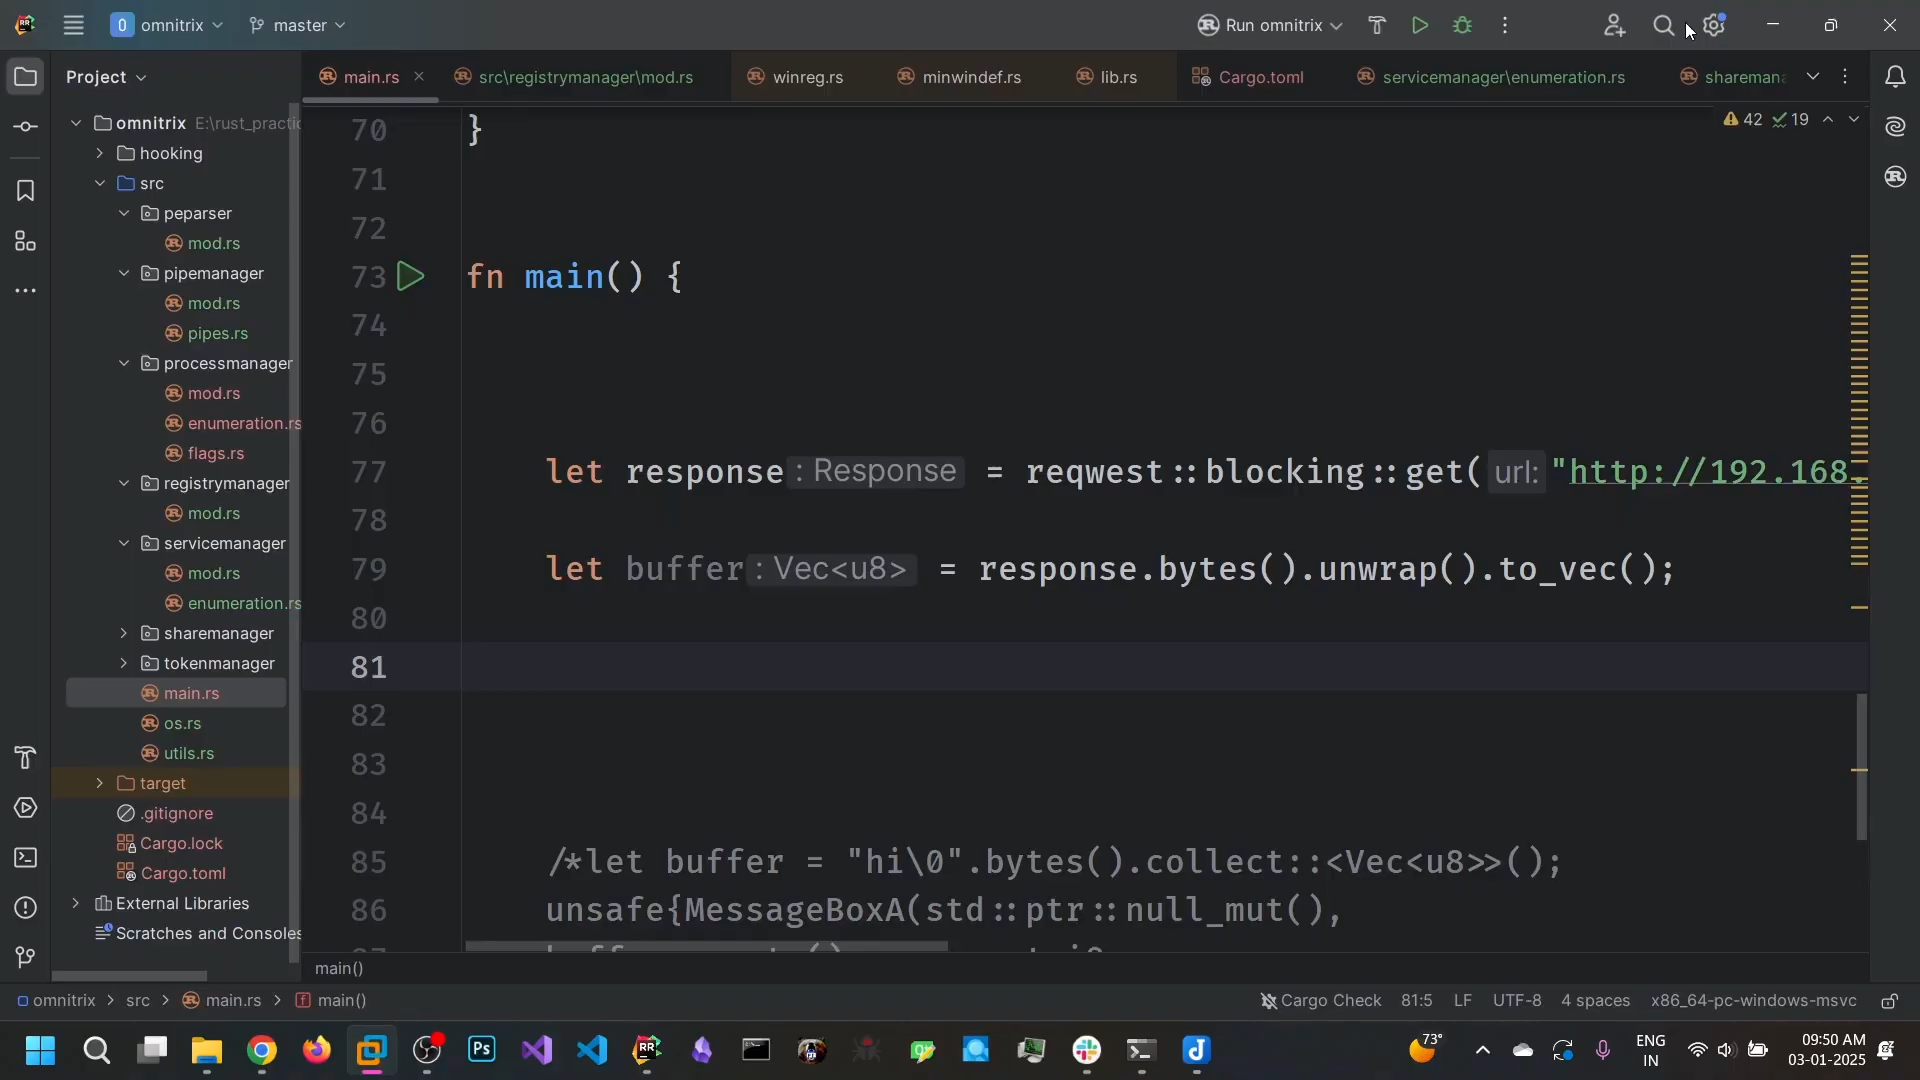 omnitrix
master
Run omnitrix
Project
main.rs
src\registrymanager\mod.rs
winreg.rs
minwindef.rs
lib.rs
Cargo.toml
servicemanager\enumeration.rs
sharemana
omnitrix E:\rust_practic
hooking
src
peparser
mod.rs
pipemanager
mod.rs
pipes.rs
processmanager
mod.rs
enumeration.rs
flags.rs
registrymanager
mod.rs
servicemanager
mod.rs
enumeration.rs
sharemanager
tokenmanager
main.rs
os.rs
utils.rs
target
.gitignore
Cargo.lock
Cargo.toml
External Libraries
Scratches and Consoles
42 19
70 }
71
72
73 fn main() {
74
75
76
77 let response : Response = reqwest::blocking::get( url: "http://192.168.
78
79 let buffer : Vec<u8> = response.bytes().unwrap().to_vec();
80
81
82
83
84
85 /*let buffer = "hi\0".bytes().collect::<Vec<u8>>();
86 unsafe{MessageBoxA(std::ptr::null_mut(),
main()
omnitrix > src > main.rs > main()
Cargo Check 81:5 LF UTF-8 4 spaces x86_64-pc-windows-msvc
73°
ENG
IN
09:50 AM
03-01-2025